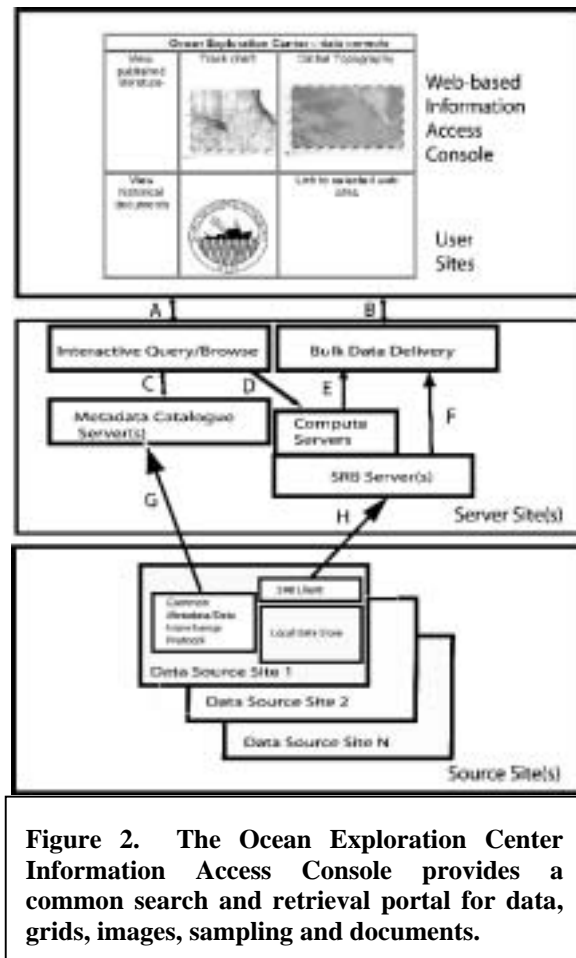 Ocean Exploration Center - data console
View
published
literature
Track chart
Global Topography
View
historical
documents
Link to selected web
sites
Web-based
Information
Access
Console
User
Sites
A
B
Interactive Query/Browse
Bulk Data Delivery
C
D
E
F
Metadata Catalogue
Server(s)
Compute
Servers
SRB Server(s)
G
H
Server Site(s)
Common
Metadata/Data
Interchange
Protocol
SRB Client
Local Data Store
Data Source Site 1
Data Source Site 2
Data Source Site N
Source Site(s)
Figure 2. The Ocean Exploration Center
Information Access Console provides a
common search and retrieval portal for data,
grids, images, sampling and documents.